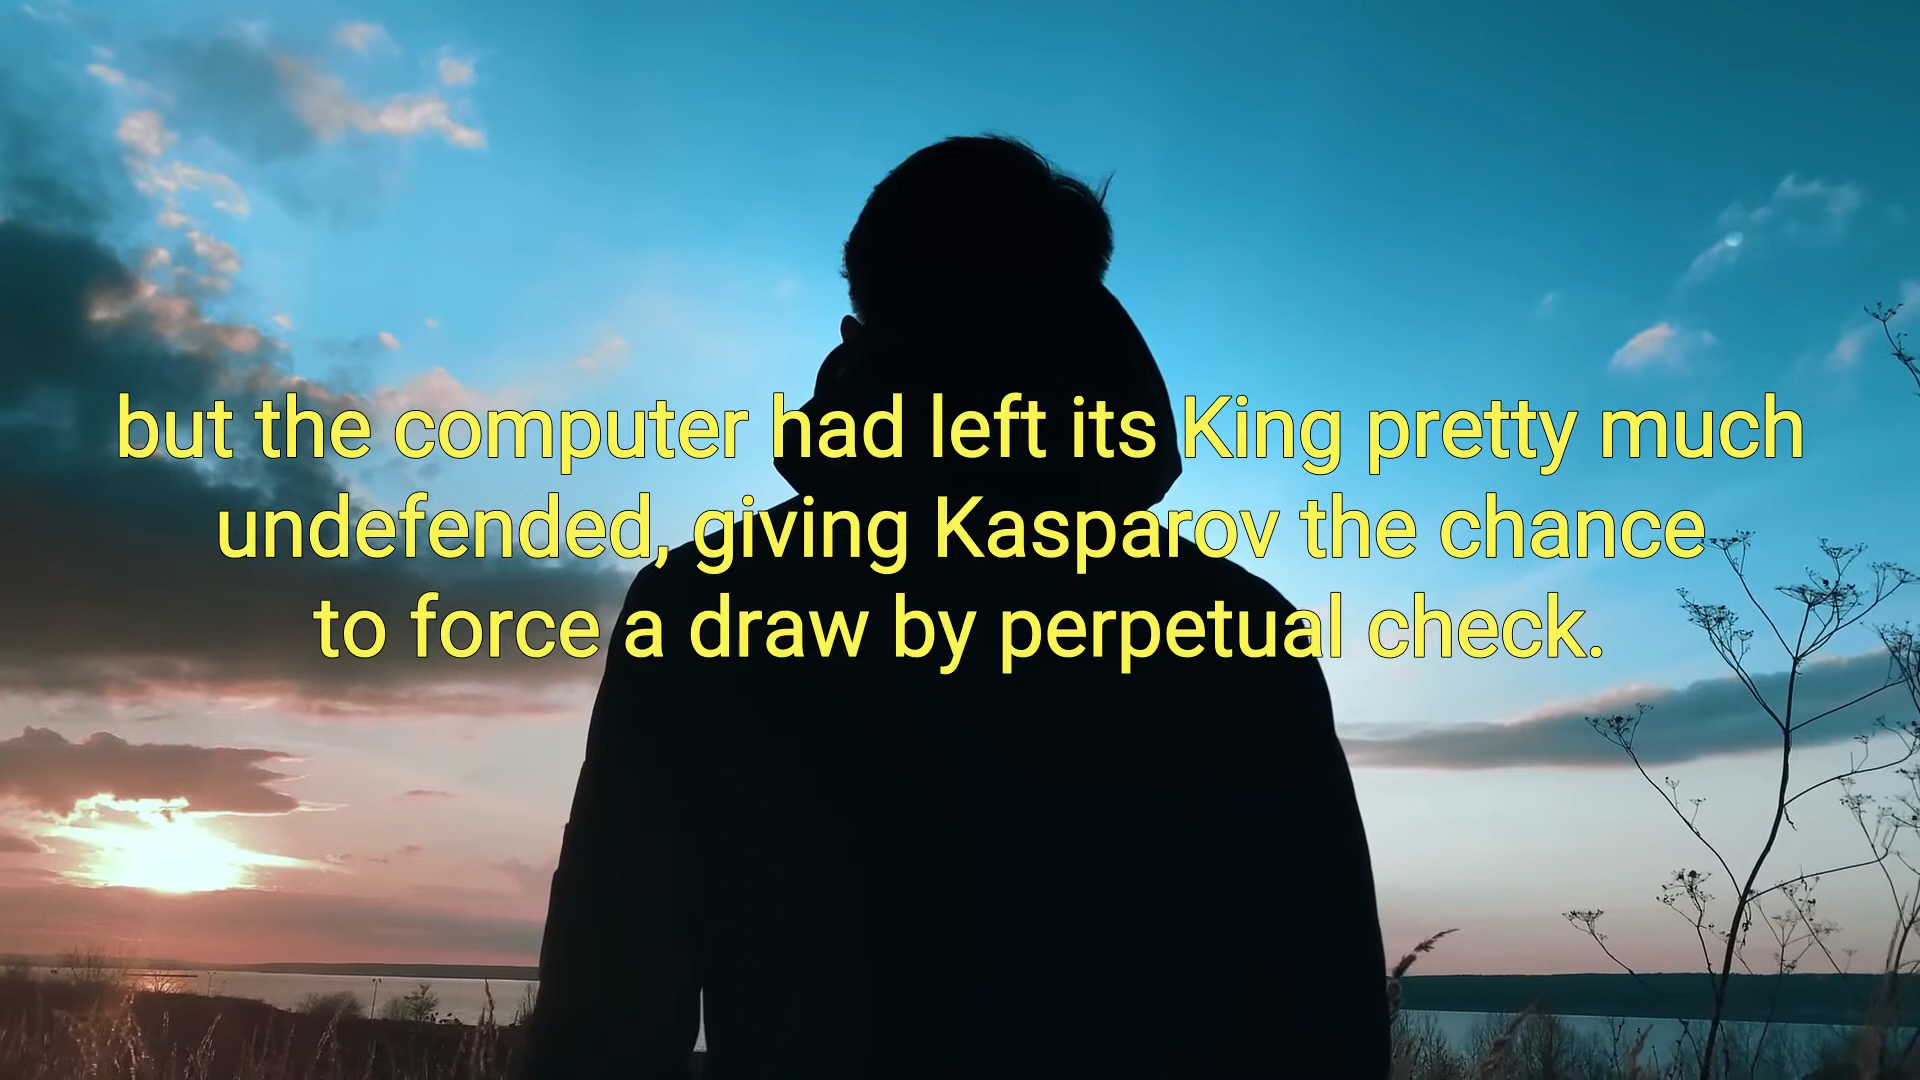 but the computer had left its King pretty much
undefended, giving Kasparov the chance
to force a draw by perpetual check.